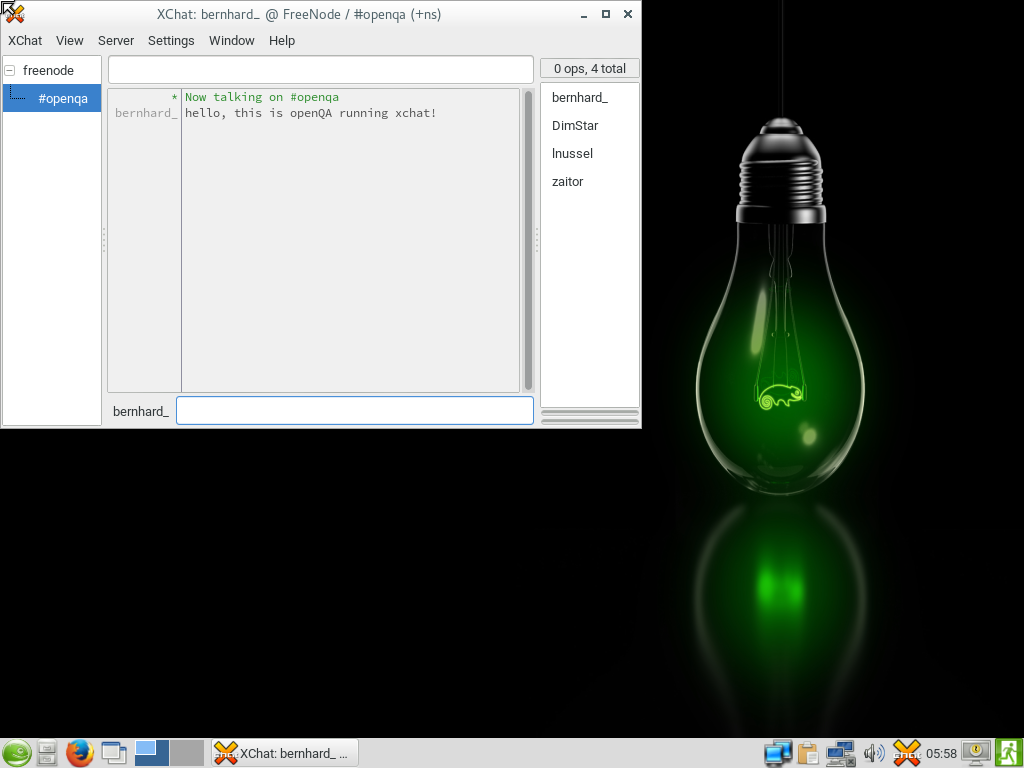 XChat: bernhard_ @ FreeNode / #openqa (+ns)
XChat View Server Settings Window Help
freenode
#openqa
0 ops, 4 total
* Now talking on #openqa
bernhard_ hello, this is openQA running xchat!
bernhard_
DimStar
lnussel
zaitor
bernhard_
XChat: bernhard_ ...
05:58